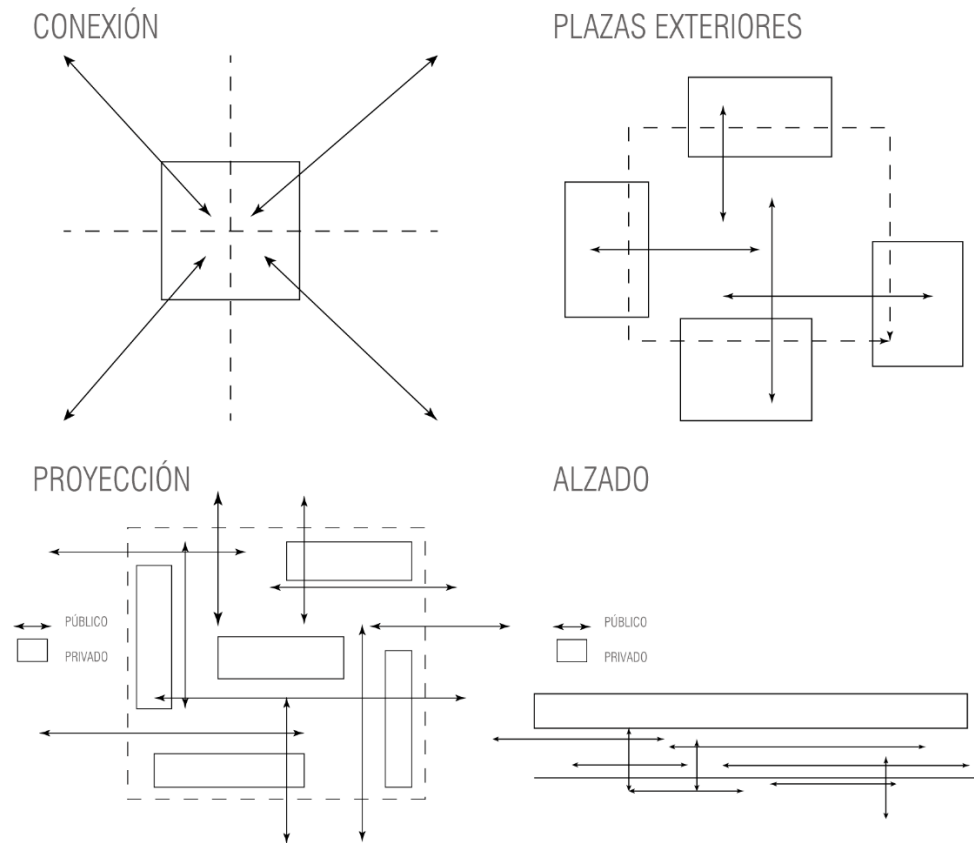 CONEXIÓN
PLAZAS EXTERIORES
PROYECCIÓN
ALZADO
PÚBLICO
PRIVADO
PÚBLICO
PRIVADO